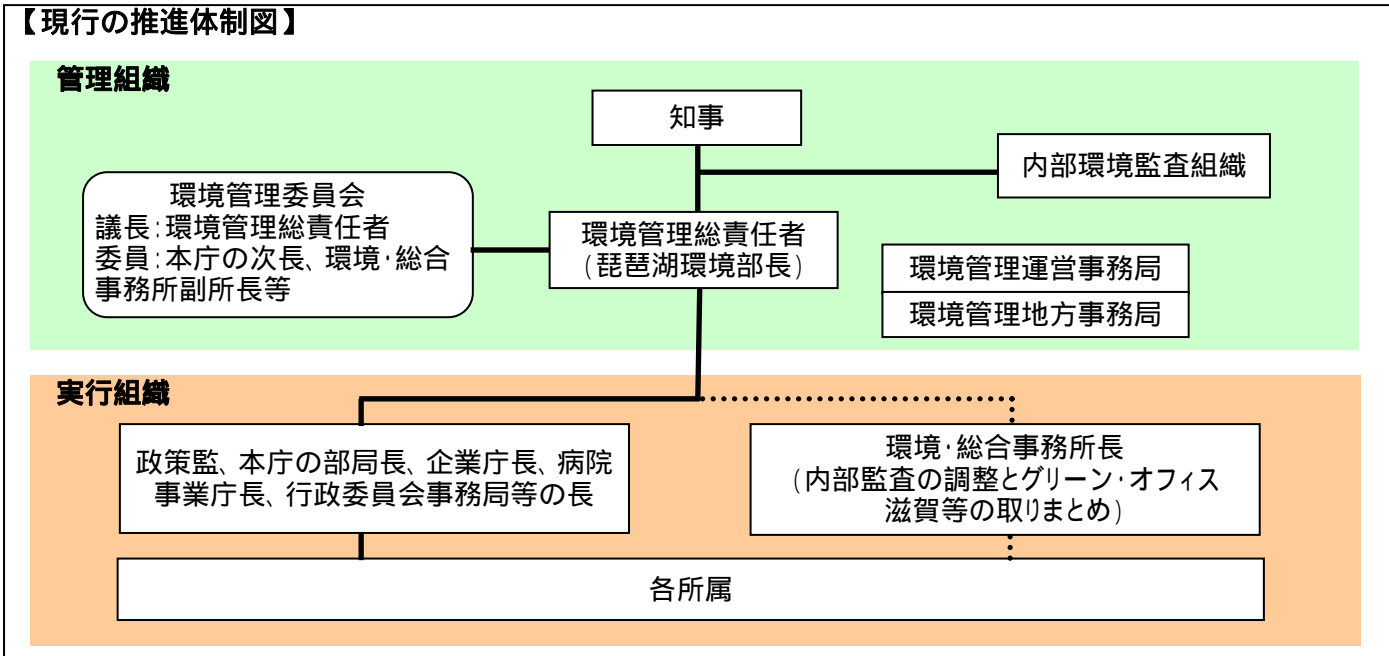 【現行の推進体制図】
管理組織
知事
内部環境監査組織
環境管理委員会
議長:環境管理総責任者
委員:本庁の次長、環境・総合
事務所副所長等
環境管理総責任者
(琵琶湖環境部長)
環境管理運営事務局
環境管理地方事務局
実行組織
政策監、本庁の部局長、企業庁長、病院
事業庁長、行政委員会事務局等の長
環境・総合事務所長
(内部監査の調整とグリーン・オフィス
滋賀等の取りまとめ)
各所属